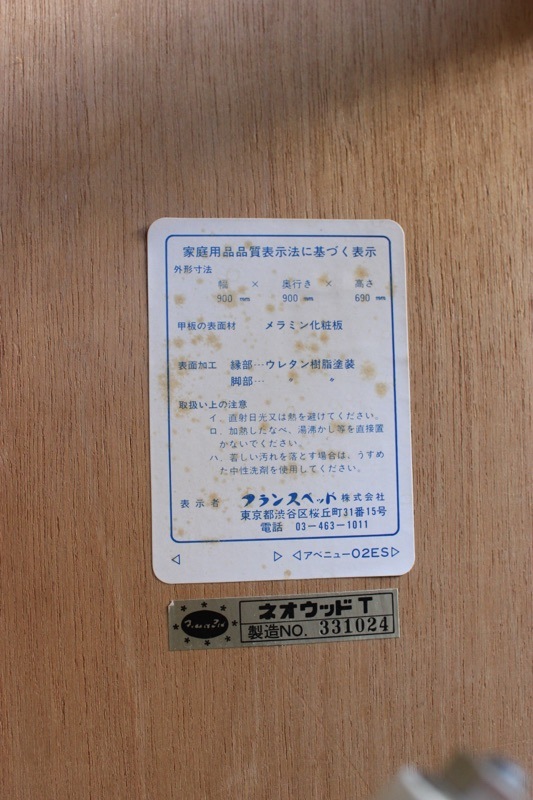 家庭用品品質表示法に基づく表示
外形寸法
幅 × 奥行き × 高さ
900 mm 900 mm 690 mm
甲板の表面材 メラミン化粧板
表面加工 縁部…ウレタン樹脂塗装
脚部… 〃 〃
取扱い上の注意
イ．直射日光又は熱を避けてください。
ロ．加熱したなべ、湯沸かし等を直接置
かないでください。
ハ．著しい汚れを落とす場合は、うすめ
た中性洗剤を使用してください。
表示者 フランスベッド株式会社
東京都渋谷区桜丘町31番15号
電話 03-463-1011
◁ ▷ ◁アベニュー02ES▷
ネオウッドT
製造NO. 331024